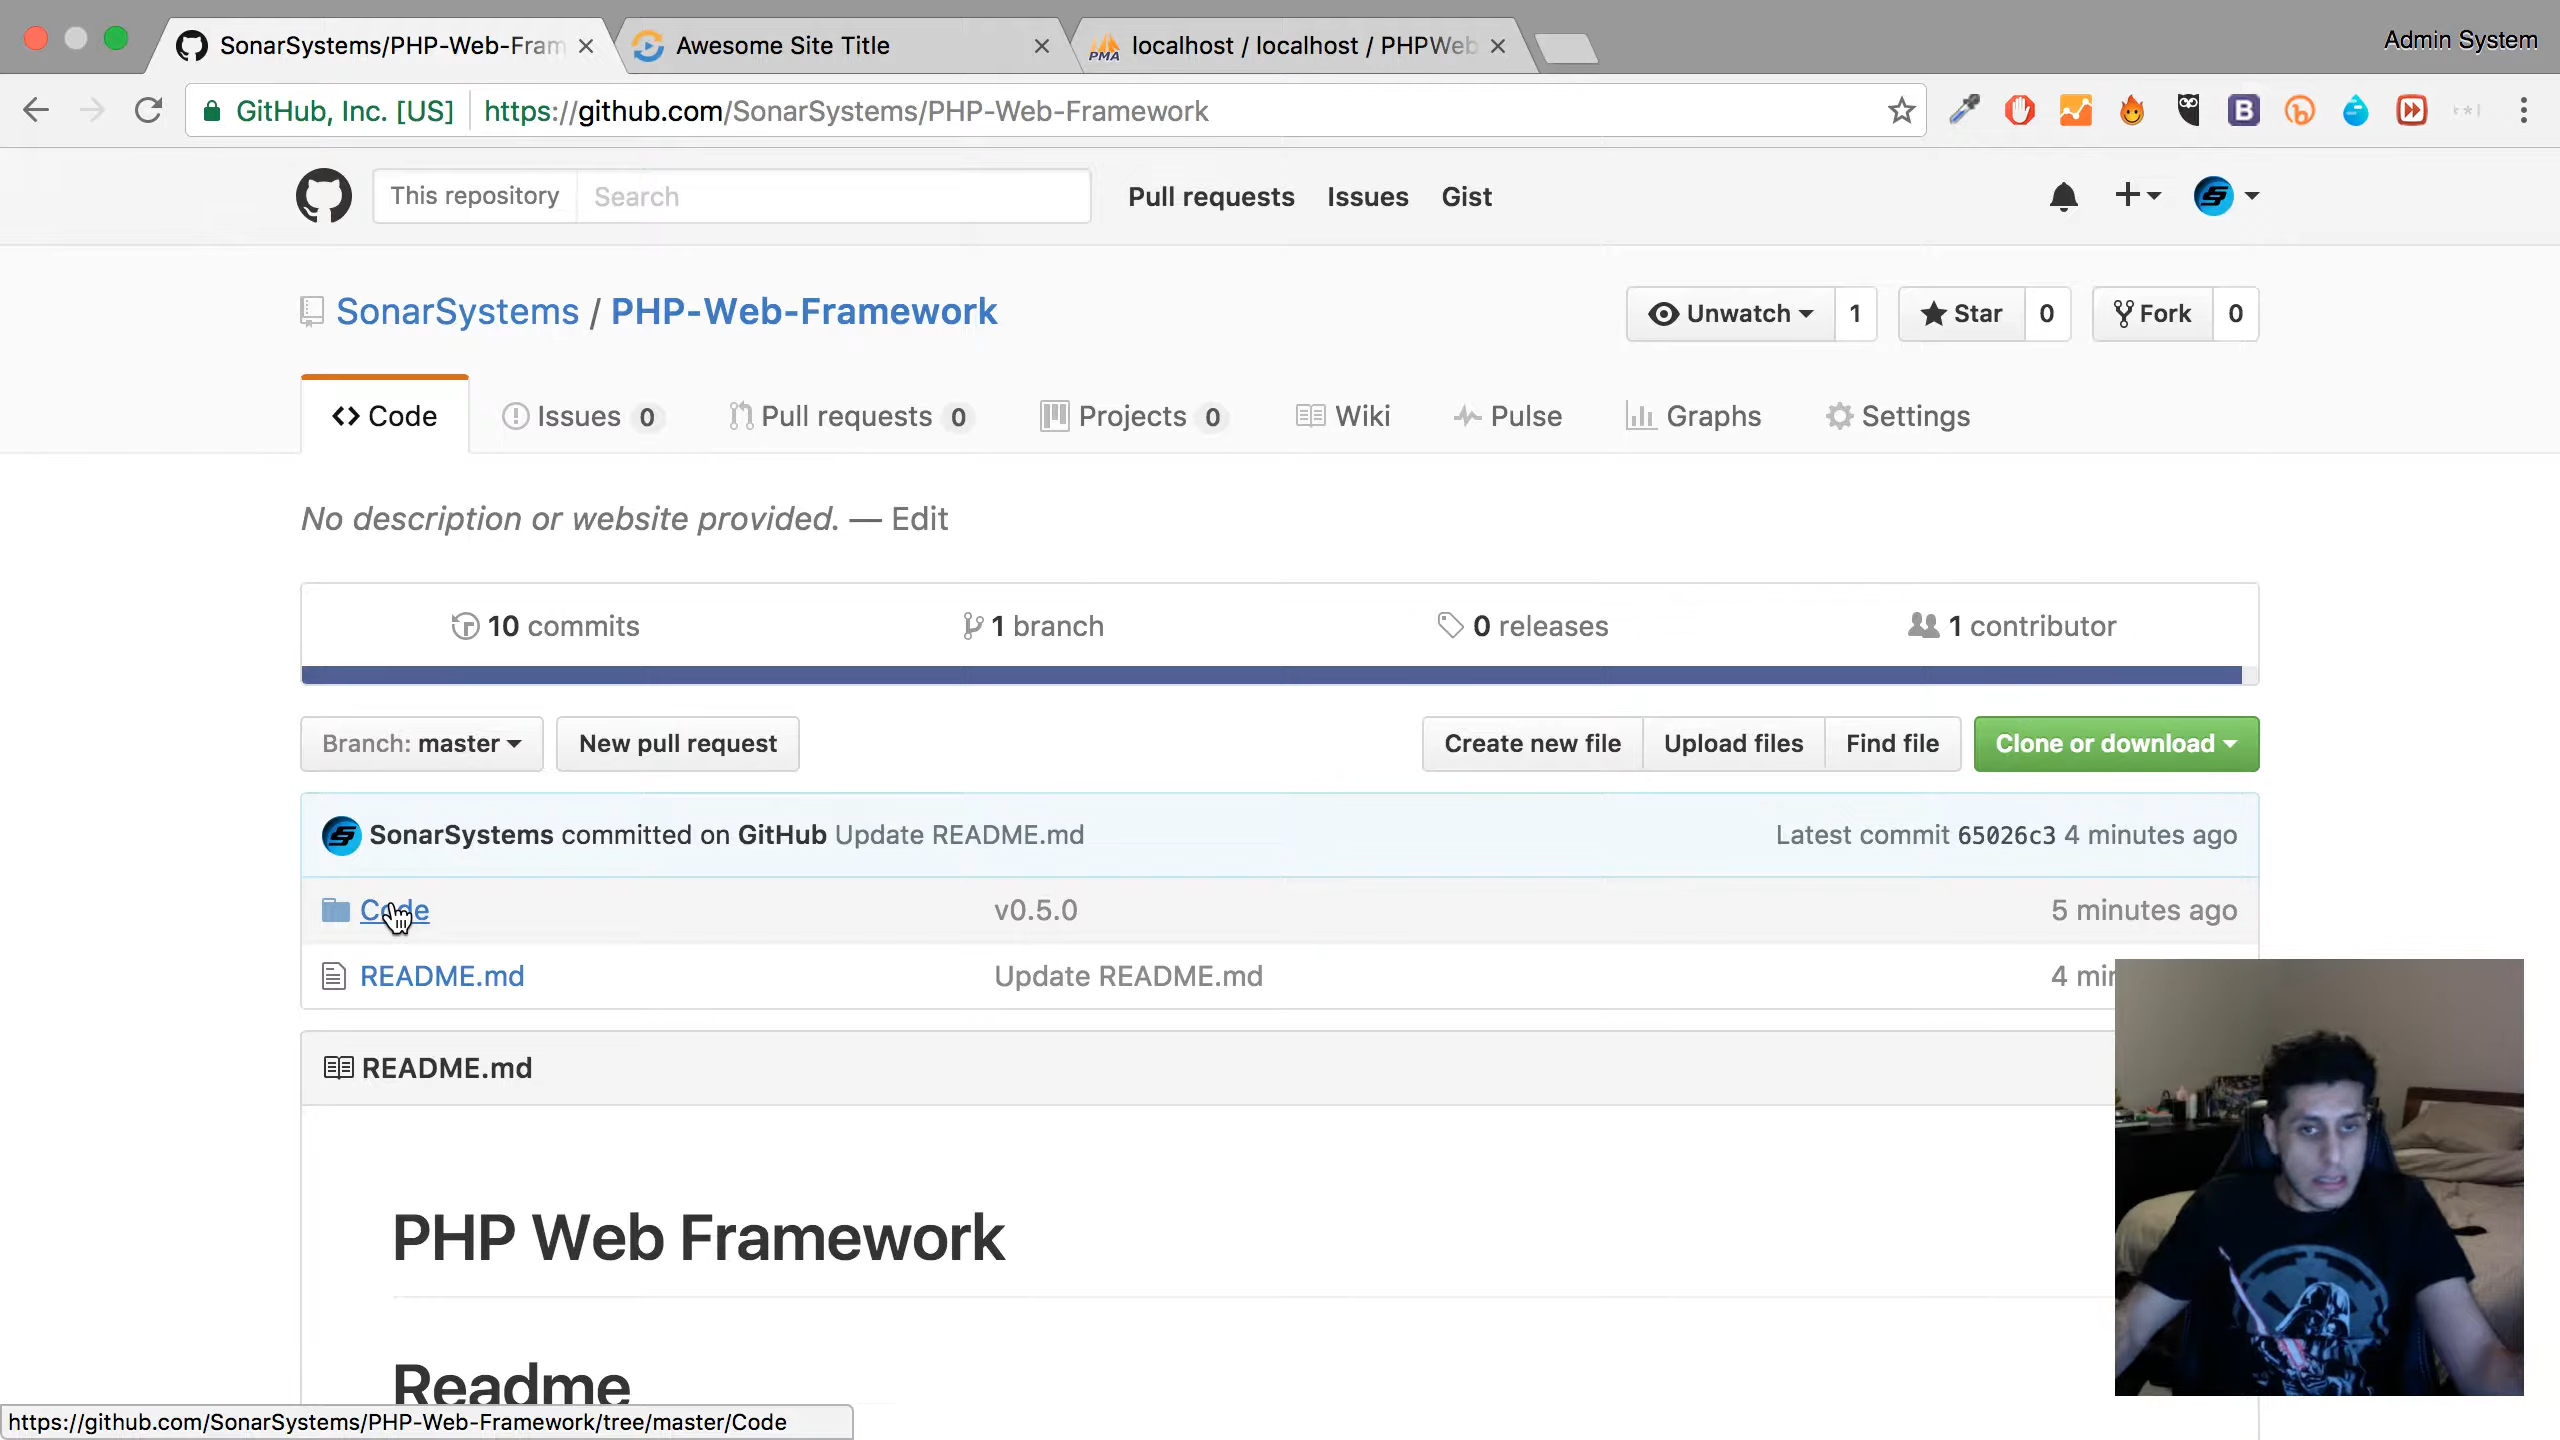 SonarSystems/PHP-Web-Fram
Awesome Site Title
PMA
localhost / localhost / PHPWeb
Admin System
GitHub, Inc. [US]
https://github.com/SonarSystems/PHP-Web-Framework
This repository
Search
Pull requests
Issues
Gist
SonarSystems / PHP-Web-Framework
Unwatch
1
Star
0
Fork
0
Code
Issues 0
Pull requests 0
Projects 0
Wiki
Pulse
Graphs
Settings
No description or website provided. — Edit
10 commits
1 branch
0 releases
1 contributor
Branch: master
New pull request
Create new file
Upload files
Find file
Clone or download
SonarSystems committed on GitHub Update README.md
Latest commit 65026c3 4 minutes ago
Code
v0.5.0
5 minutes ago
README.md
Update README.md
4 min
README.md
PHP Web Framework
Readme
https://github.com/SonarSystems/PHP-Web-Framework/tree/master/Code